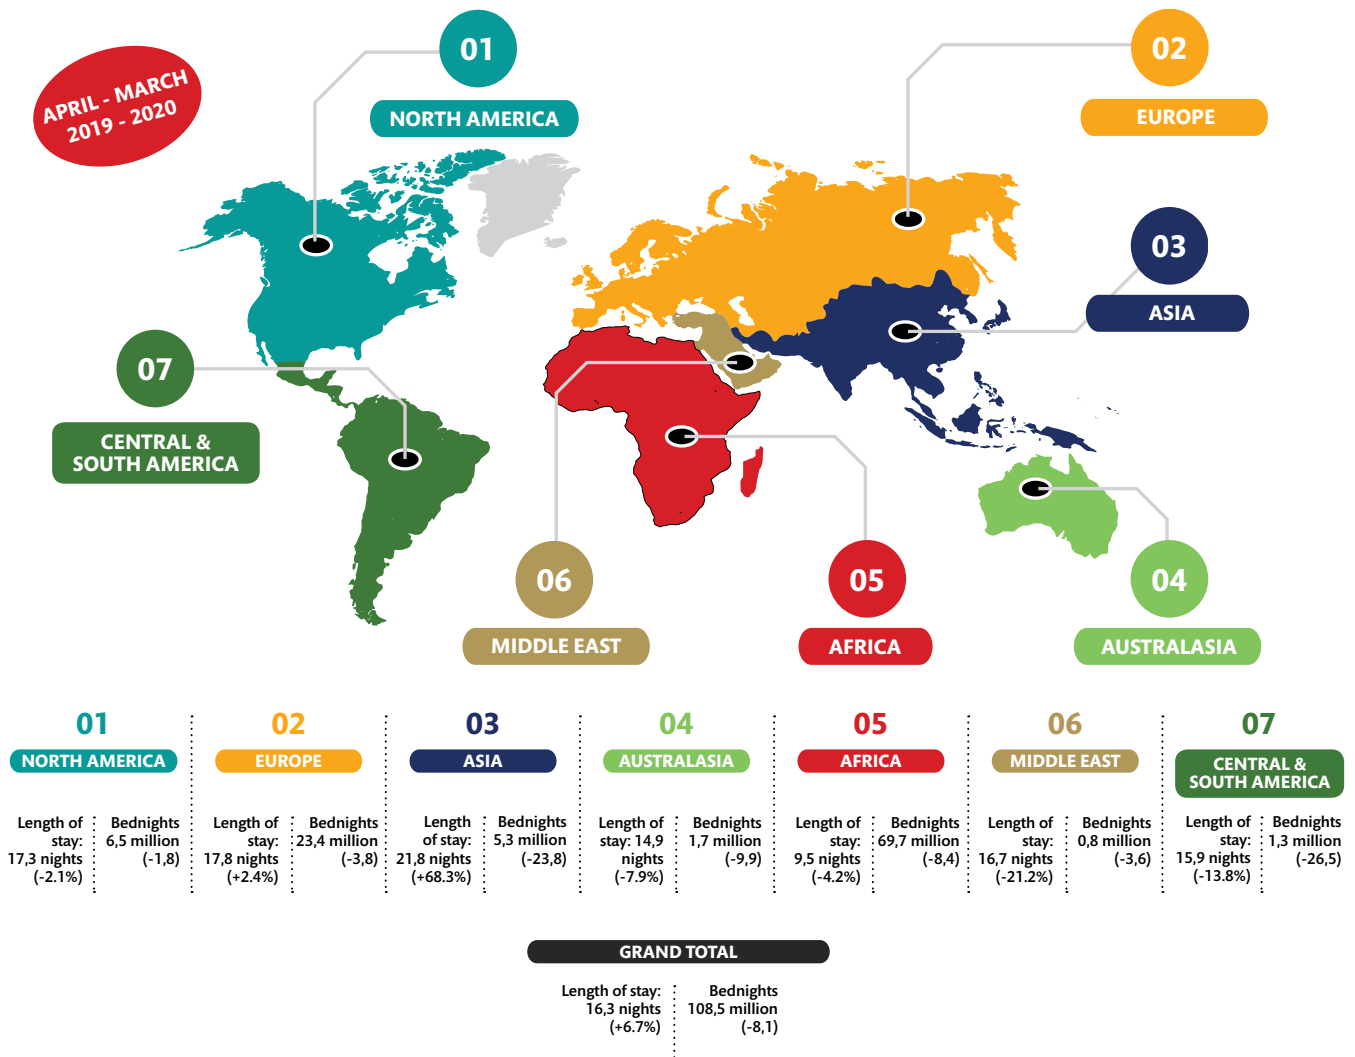 APRIL - MARCH
2019 - 2020
01
NORTH AMERICA
02
EUROPE
03
ASIA
07
CENTRAL &
SOUTH AMERICA
06
MIDDLE EAST
05
AFRICA
04
AUSTRALASIA
01
NORTH AMERICA
Length of
stay:
17,3 nights
(-2.1%)
Bednights
6,5 million
(-1,8)
02
EUROPE
Length of
stay:
17,8 nights
(+2.4%)
Bednights
23,4 million
(-3,8)
03
ASIA
Length
of stay:
21,8 nights
(+68.3%)
Bednights
5,3 million
(-23,8)
04
AUSTRALASIA
Length of
stay: 14,9
nights
(-7.9%)
Bednights
1,7 million
(-9,9)
05
AFRICA
Length of
stay:
9,5 nights
(-4.2%)
Bednights
69,7 million
(-8,4)
06
MIDDLE EAST
Length of
stay:
16,7 nights
(-21.2%)
Bednights
0,8 million
(-3,6)
07
CENTRAL &
SOUTH AMERICA
Length of
stay:
15,9 nights
(-13.8%)
Bednights
1,3 million
(-26,5)
GRAND TOTAL
Length of stay:
16,3 nights
(+6.7%)
Bednights
108,5 million
(-8,1)